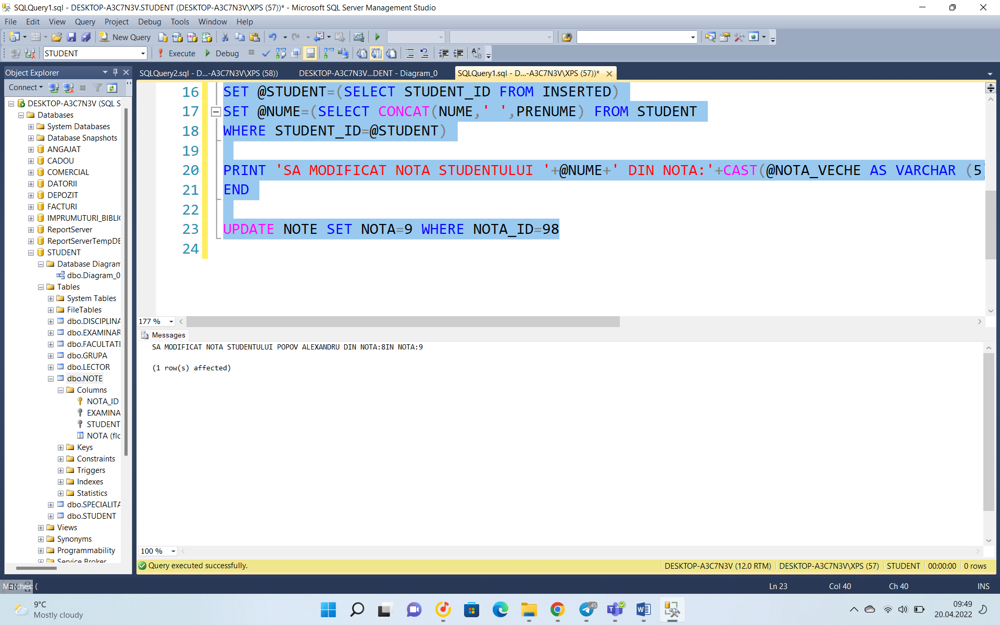 SQLQuery1.sql - DESKTOP-A3C7N3V.STUDENT (DESKTOP-A3C7N3V\XPS (57))* - Microsoft SQL Server Management Studio
File Edit View Query Project Debug Tools Window Help
New Query
STUDENT Execute Debug
Object Explorer
SQLQuery2.sql - D...-A3C7N3V\XPS (58)) DESKTOP-A3C7N3V...DENT - Diagram_0 SQLQuery1.sql - D...-A3C7N3V\XPS (57))*
Connect
DESKTOP-A3C7N3V (SQL S
Databases
System Databases
Database Snapshots
ANGAJAT
CADOU
COMERCIAL
DATORII
DEPOZIT
FACTURI
IMPRUMUTURI_BIBLIO
ReportServer
ReportServerTempDB
STUDENT
Database Diagram
dbo.Diagram_0
Tables
System Tables
FileTables
dbo.DISCIPLINA
dbo.EXAMINAR
dbo.FACULTATE
dbo.GRUPA
dbo.LECTOR
dbo.NOTE
Columns
NOTA_ID
EXAMINA
STUDENT
NOTA (flo
Keys
Constraints
Triggers
Indexes
Statistics
dbo.SPECIALITA
dbo.STUDENT
Views
Synonyms
Programmability
Service Broker
16 SET @STUDENT=(SELECT STUDENT_ID FROM INSERTED)
17 SET @NUME=(SELECT CONCAT(NUME,' ',PRENUME) FROM STUDENT
18 WHERE STUDENT_ID=@STUDENT)
19
20 PRINT 'SA MODIFICAT NOTA STUDENTULUI '+@NUME+' DIN NOTA:'+CAST(@NOTA_VECHE AS VARCHAR (5)
21 END
22
23 UPDATE NOTE SET NOTA=9 WHERE NOTA_ID=98
24
177 %
Messages
SA MODIFICAT NOTA STUDENTULUI POPOV ALEXANDRU DIN NOTA:8IN NOTA:9
(1 row(s) affected)
100 %
Query executed successfully. DESKTOP-A3C7N3V (12.0 RTM) DESKTOP-A3C7N3V\XPS (57) STUDENT 00:00:00 0 rows
Matches: ( Ln 23 Col 40 Ch 40 INS
9°C
Mostly cloudy
45
09:49
20.04.2022